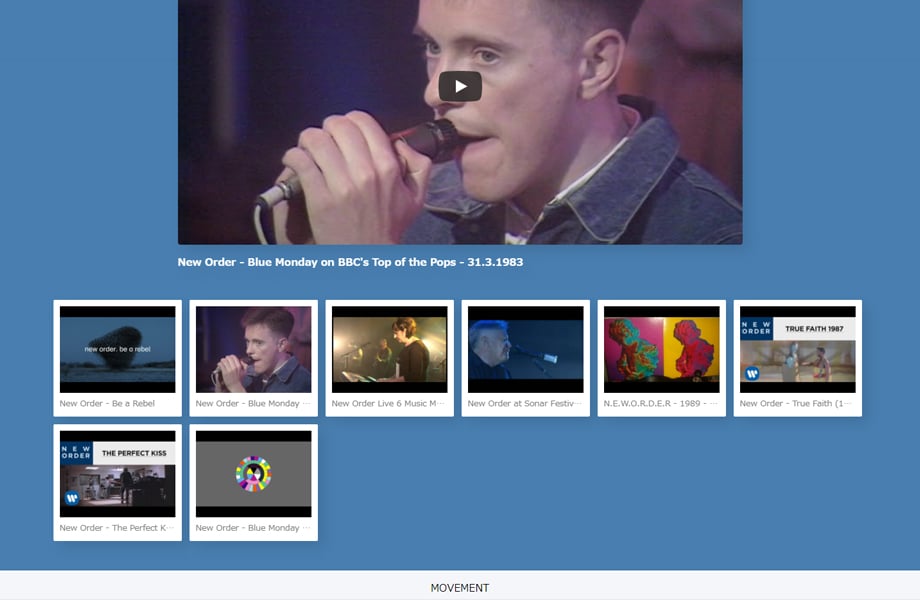 New Order - Blue Monday on BBC's Top of the Pops - 31.3.1983
new order. be a rebel
NEW
ORDER
TRUE FAITH 1987
New Order - Be a Rebel
New Order - Blue Monday ···
New Order Live 6 Music M···
New Order at Sonar Festiv···
N.E.W.O.R.D.E.R - 1989 - ···
New Order - True Faith (1···
NEW
ORDER
THE PERFECT KISS
New Order - The Perfect K···
New Order - Blue Monday ···
MOVEMENT